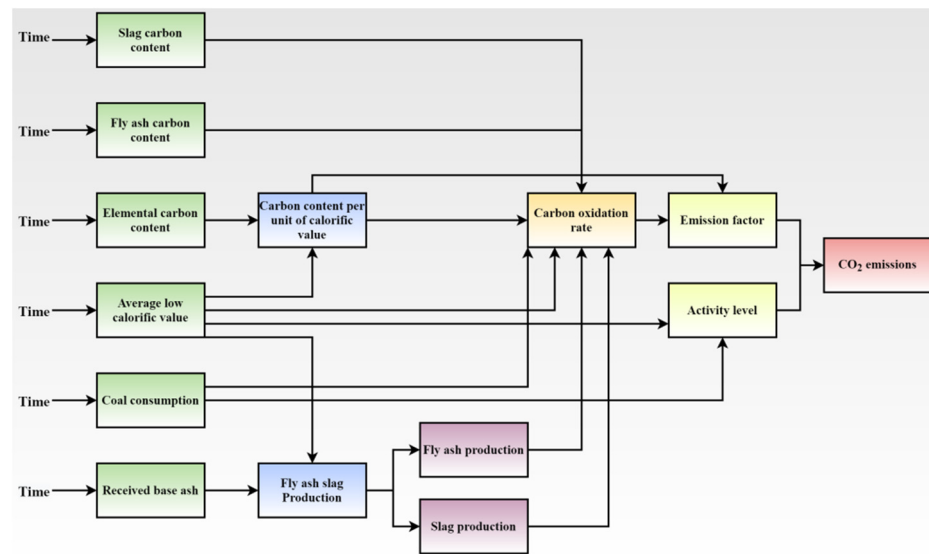 Time
Slag carbon
content
Time
Fly ash carbon
content
Time
Elemental carbon
content
Carbon content per
unit of calorific
value
Carbon oxidation
rate
Emission factor
CO₂ emissions
Time
Average low
calorific value
Activity level
Time
Coal consumption
Fly ash production
Time
Received base ash
Fly ash slag
Production
Slag production